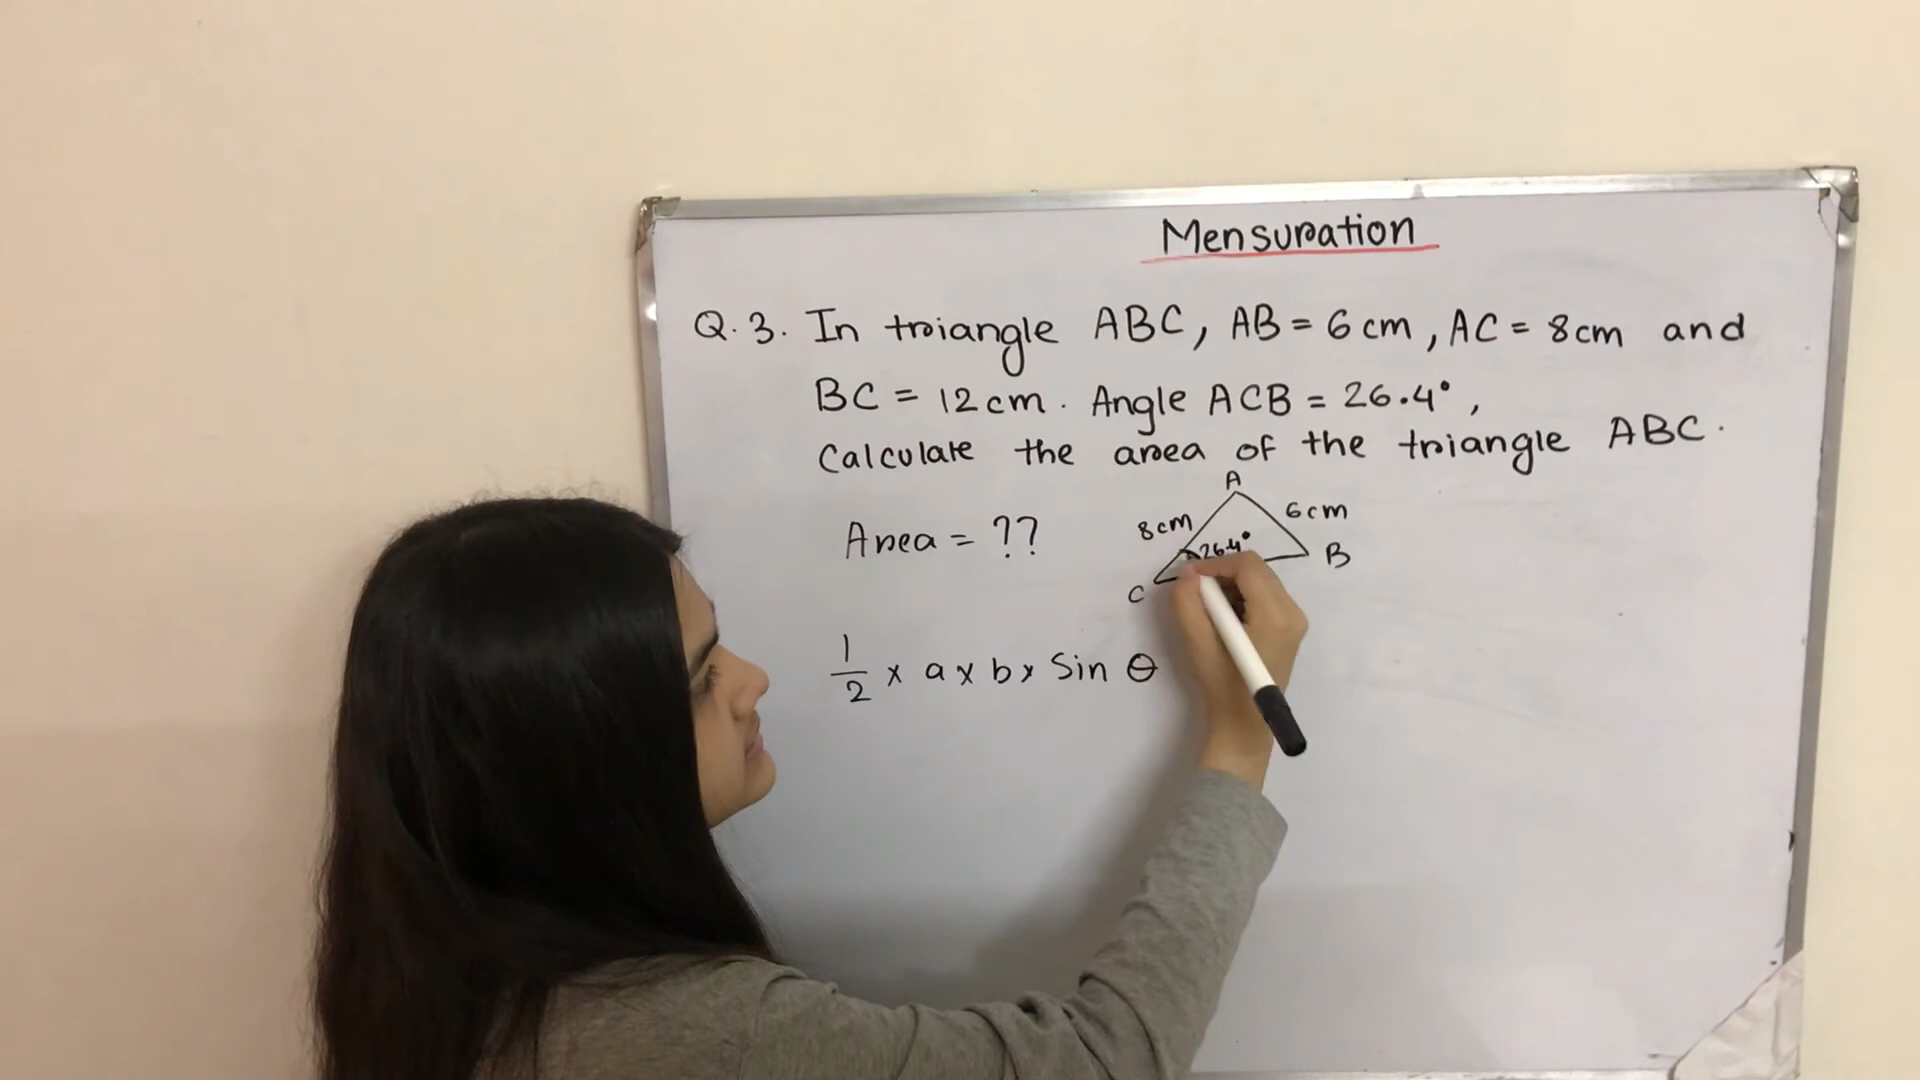 Mensuration
Q.3. In triangle ABC, AB = 6cm, AC = 8cm and
BC = 12cm. Angle ACB = 26.4°,
Calculate the area of the triangle ABC.
A
8cm 6cm
Area = ??
26.4°
B
C
1/2 x a x b x Sin θ